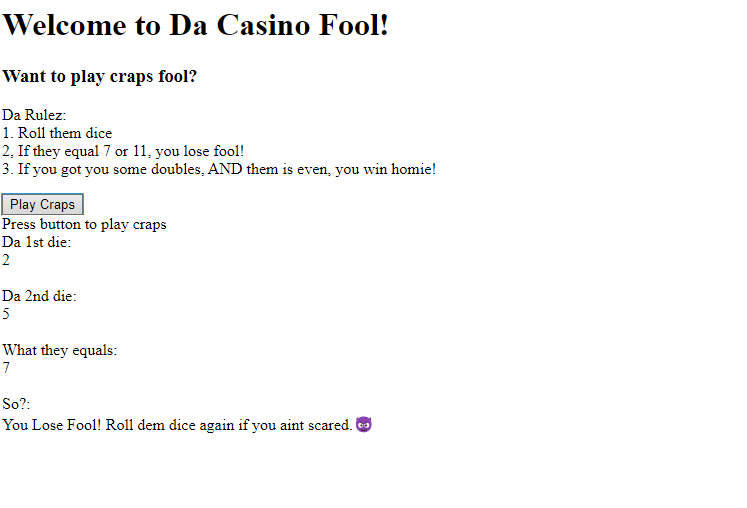 Welcome to Da Casino Fool!
Want to play craps fool?
Da Rulez:
1. Roll them dice
2, If they equal 7 or 11, you lose fool!
3. If you got you some doubles, AND them is even, you win homie!
Play Craps
Press button to play craps
Da 1st die:
2
Da 2nd die:
5
What they equals:
7
So?:
You Lose Fool! Roll dem dice again if you aint scared. 😈